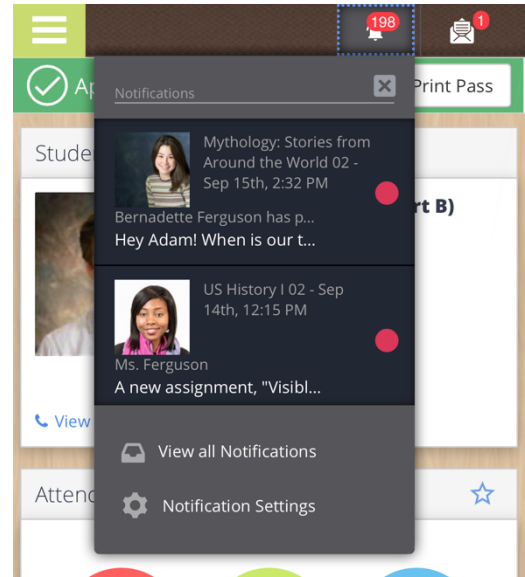 198
1
Ap
Print Pass
Notifications
Stude
Mythology: Stories from
Around the World 02 -
Sep 15th, 2:32 PM
rt B)
Bernadette Ferguson has p...
Hey Adam! When is our t...
US History I 02 - Sep
14th, 12:15 PM
Ms. Ferguson
A new assignment, "Visibl...
View
View all Notifications
Attend
Notification Settings